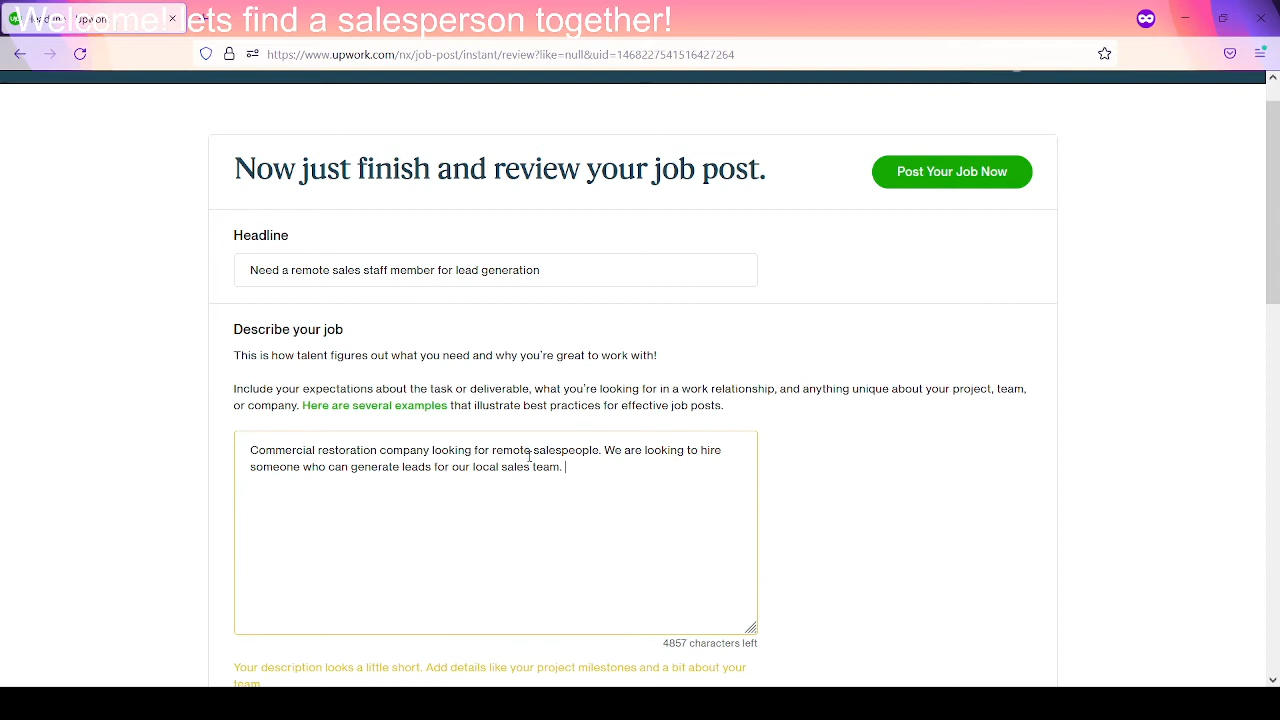 Welcome! lets find a salesperson together!
https://www.upwork.com/nx/job-post/instant/review?like=null&uid=1468227541516427264
Now just finish and review your job post.
Post Your Job Now
Headline
Need a remote sales staff member for lead generation
Describe your job
This is how talent figures out what you need and why you're great to work with!
Include your expectations about the task or deliverable, what you're looking for in a work relationship, and anything unique about your project, team,
or company. Here are several examples that illustrate best practices for effective job posts.
Commercial restoration company looking for remote salespeople. We are looking to hire
someone who can generate leads for our local sales team.
4857 characters left
Your description looks a little short. Add details like your project milestones and a bit about your
team.